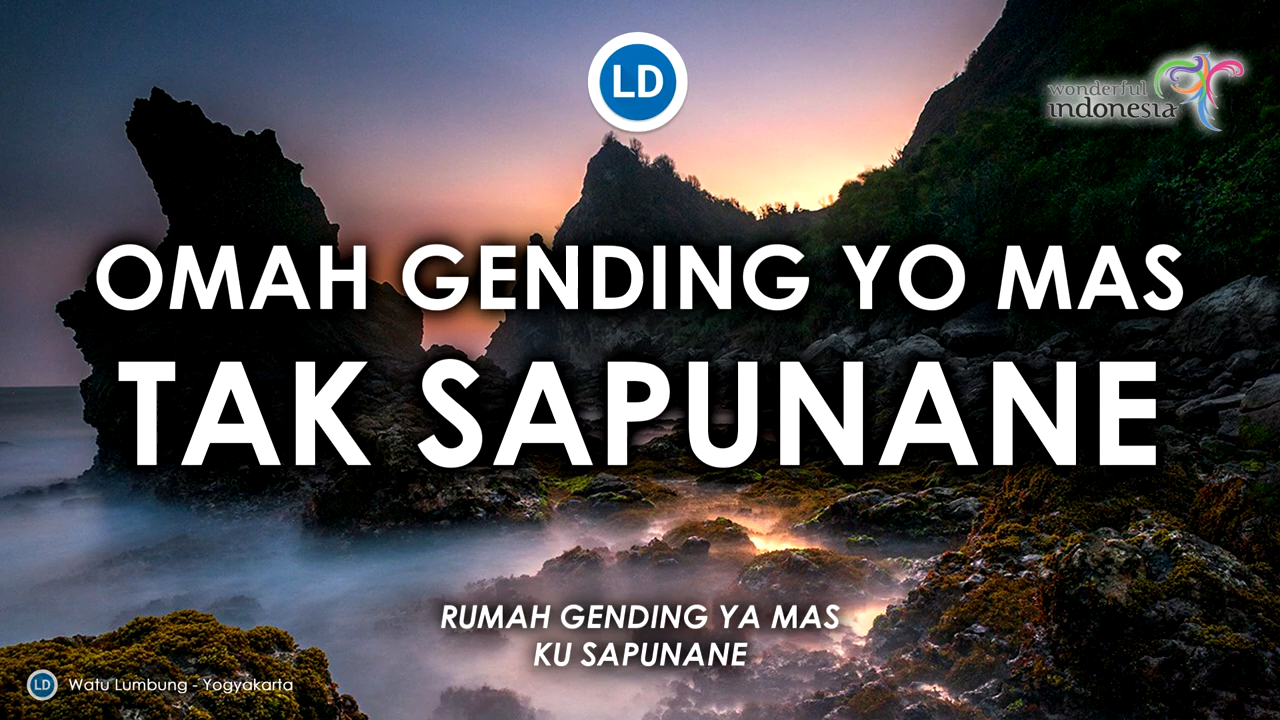 LD
wonderful
indonesia
OMAH GENDING YO MAS
TAK SAPUNANE
RUMAH GENDING YA MAS
KU SAPUNANE
LD Watu Lumbung - Yogyakarta